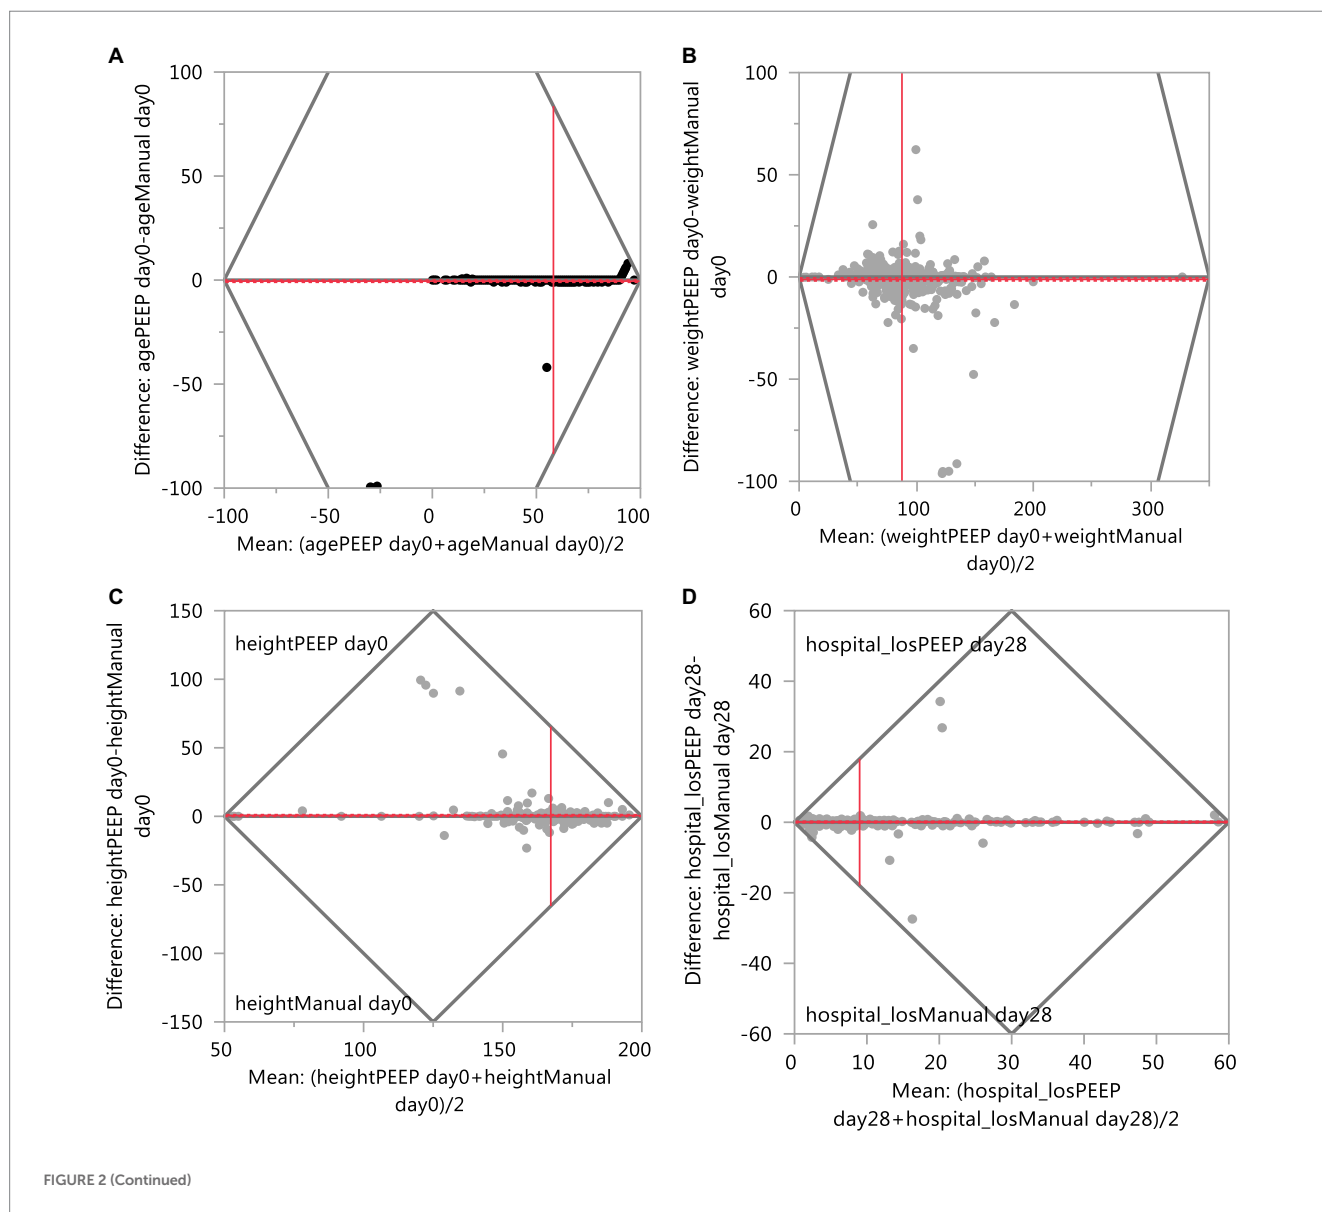 A
100
50
0
-50
-100
Difference: agePEEP day0-ageManual day0
-100
-50
0
50
100
Mean: (agePEEP day0+ageManual day0)/2
B
100
50
0
-50
-100
Difference: weightPEEP day0-weightManual
day0
0
100
200
300
Mean: (weightPEEP day0+weightManual
day0)/2
C
150
100
50
0
-50
-100
-150
Difference: heightPEEP day0-heightManual
day0
heightPEEP day0
heightManual day0
50
100
150
200
Mean: (heightPEEP day0+heightManual
day0)/2
D
60
40
20
0
-20
-40
-60
Difference: hospital_losPEEP day28-
hospital_losManual day28
hospital_losPEEP day28
hospital_losManual day28
0
10
20
30
40
50
60
Mean: (hospital_losPEEP
day28+hospital_losManual day28)/2
FIGURE 2 (Continued)